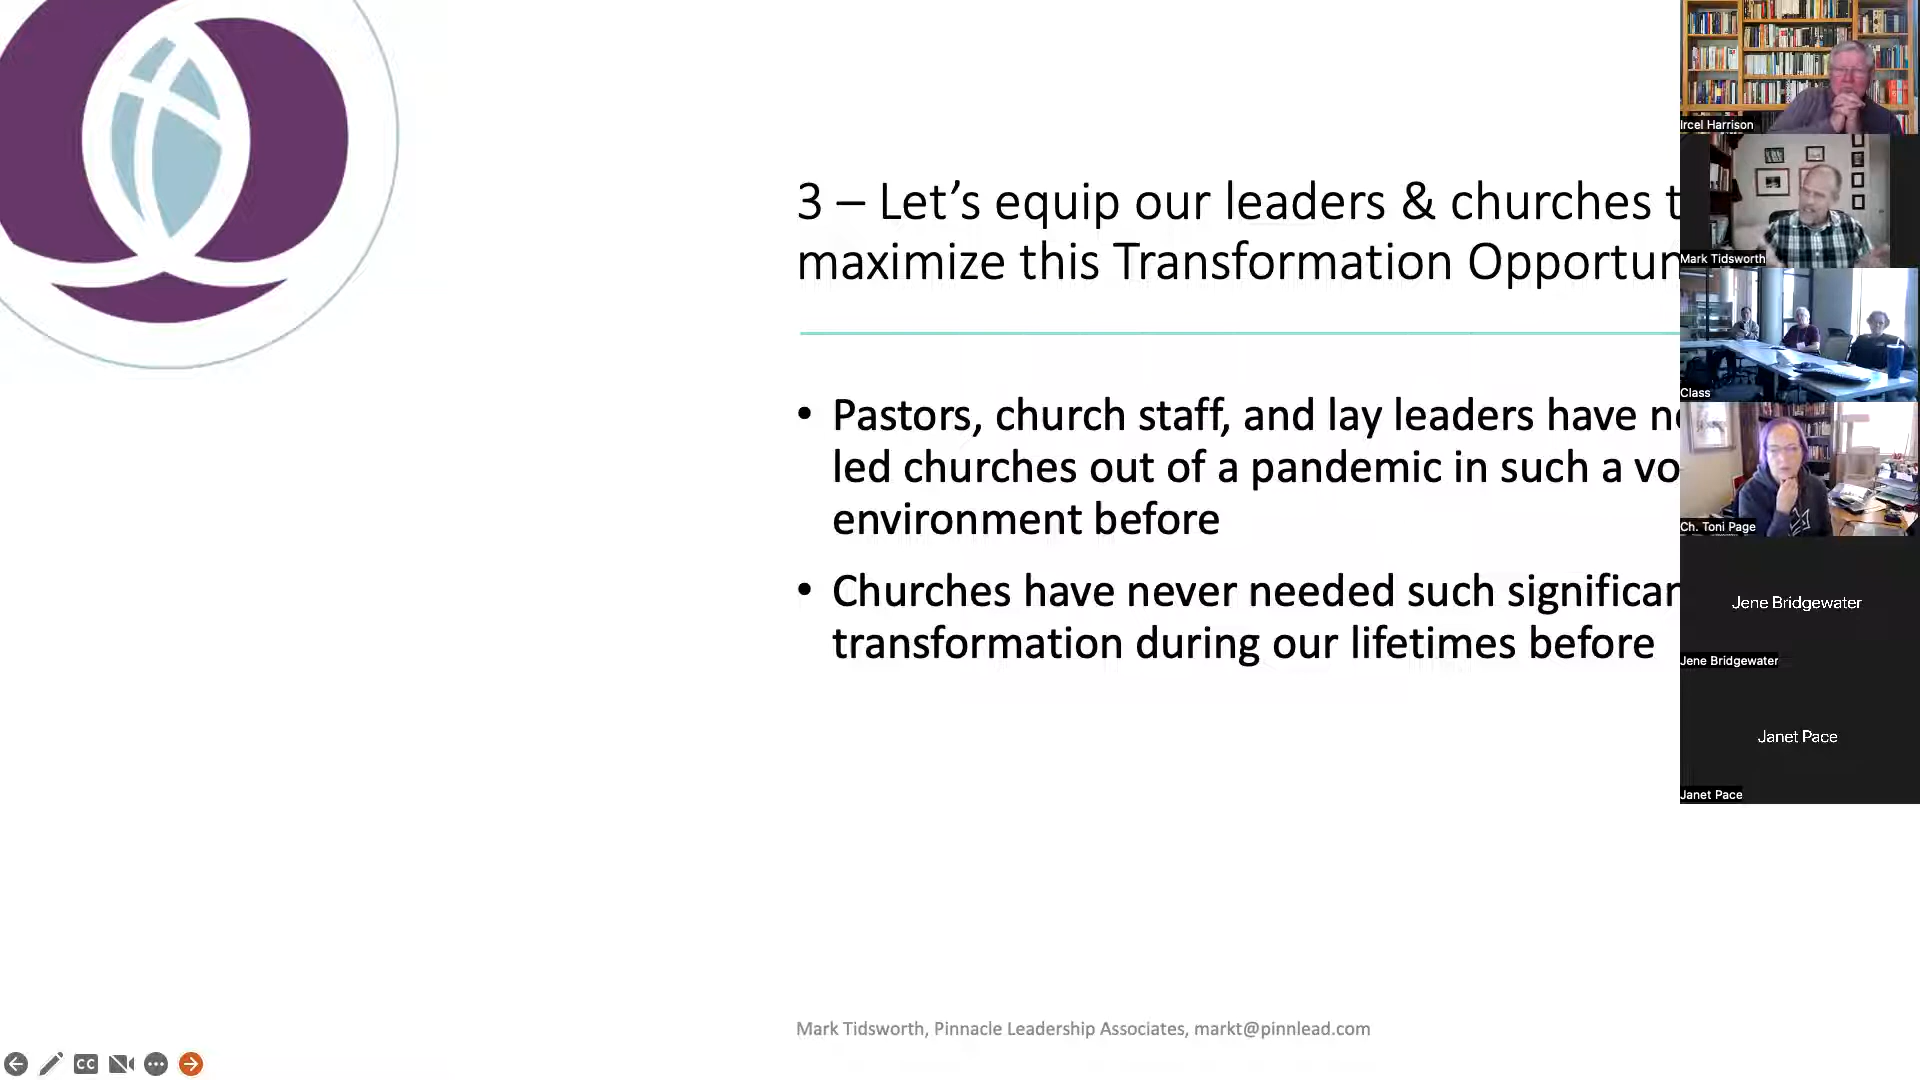 3 – Let's equip our leaders & churches t
maximize this Transformation Opportun
• Pastors, church staff, and lay leaders have
led churches out of a pandemic in such a vo
environment before
• Churches have never needed such significan
transformation during our lifetimes before
Mark Tidsworth, Pinnacle Leadership Associates, markt@pinnlead.com
CC
Ircel Harrison
Mark Tidsworth
Class
Ch. Toni Page
Jene Bridgewater
Jene Bridgewater
Janet Pace
Janet Pace